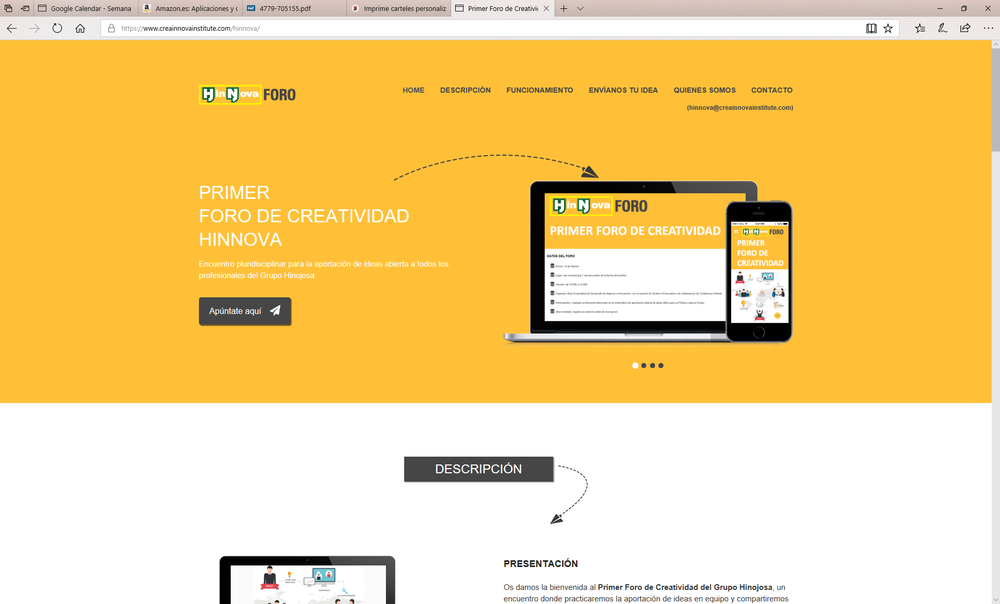 Google Calendar - Semana
Amazon.es: Aplicaciones y c
4779-705155.pdf
Imprime carteles personaliz
Primer Foro de Creativi
https://www.creainnovainstitute.com/hinnova/
HinNova FORO
HOME
DESCRIPCIÓN
FUNCIONAMIENTO
ENVÍANOS TU IDEA
QUIENES SOMOS
CONTACTO
(hinnova@creainnovainstitute.com)
PRIMER
FORO DE CREATIVIDAD
HINNOVA
Encuentro pluridisciplinar para la aportación de ideas abierta a todos los
profesionales del Grupo Hinojosa.
Apúntate aquí
HinNova FORO
PRIMER FORO DE CREATIVIDAD
DATOS DEL FORO
Fecha: 14 de febrero
Lugar: (se comunicara 1 semana antes de la fecha del evento)
Horario: de 10:00h a 14:00h
Organiza: Área Corporativa de Desarrollo de Negocio e Innovación, con el soporte de System of Innovation y la colaboración de CreaInnova Institute
Participantes: cualquier profesional interesado en la sistemática de aportación abierta de ideas útiles para su Planta o para el Grupo.
Aforo limitado, registro en estricto orden de inscripción
4:21 PM
100%
HinNova FORO
PRIMER
FORO DE
CREATIVIDAD
DESCRIPCIÓN
INICIO
PRESENTACIÓN
Os damos la bienvenida al Primer Foro de Creatividad del Grupo Hinojosa, un
encuentro donde practicaremos la aportación de ideas en equipo y compartiremos